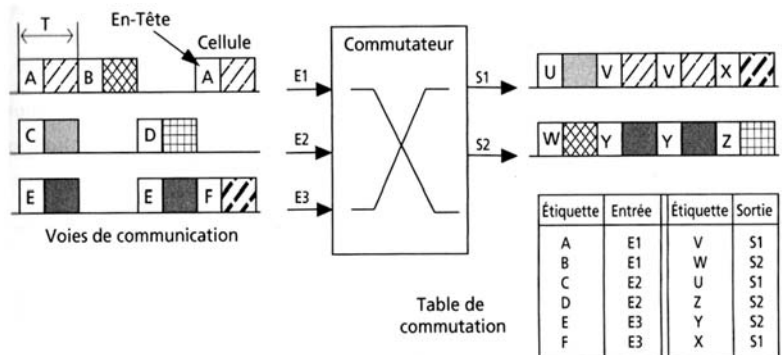 T
En-Tête
Cellule
A B A
C D
E E F
Voies de communication
E1
E2
E3
Commutateur
S1
S2
U V V X
W Y Y Z
Table de commutation
Étiquette Entrée Étiquette Sortie
A E1 V S1
B E1 W S2
C E2 U S1
D E2 Z S2
E E3 Y S2
F E3 X S1